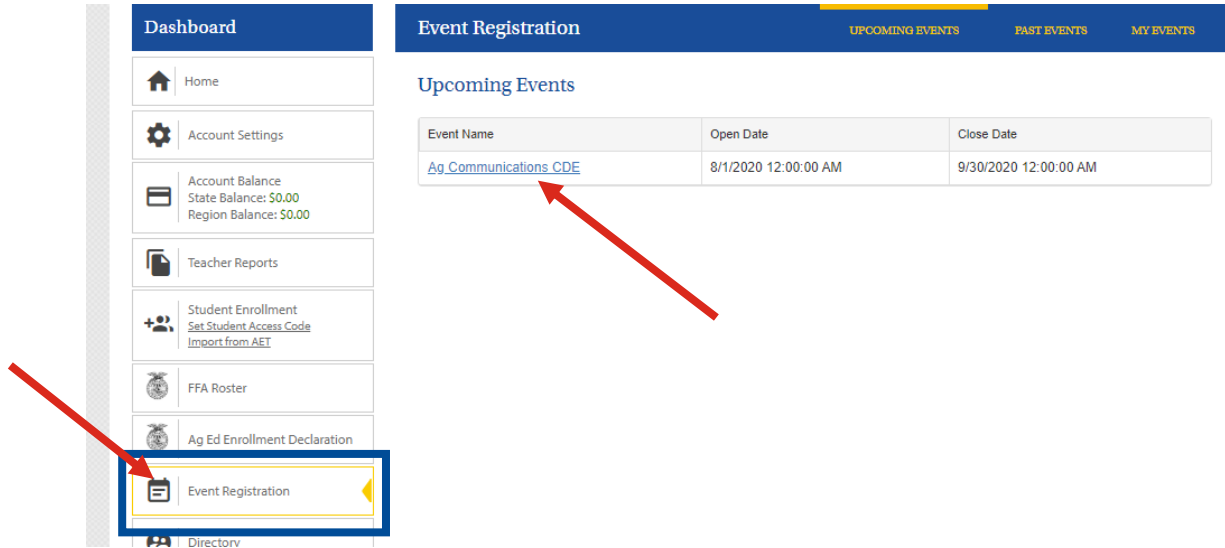 Dashboard
Home
Account Settings
Account Balance
State Balance: $0.00
Region Balance: $0.00
Teacher Reports
Student Enrollment
Set Student Access Code
Import from AET
FFA Roster
Ag Ed Enrollment Declaration
Event Registration
Directory
Event Registration UPCOMING EVENTS PAST EVENTS MY EVENTS
Upcoming Events
Event Name Open Date Close Date
Ag Communications CDE 8/1/2020 12:00:00 AM 9/30/2020 12:00:00 AM